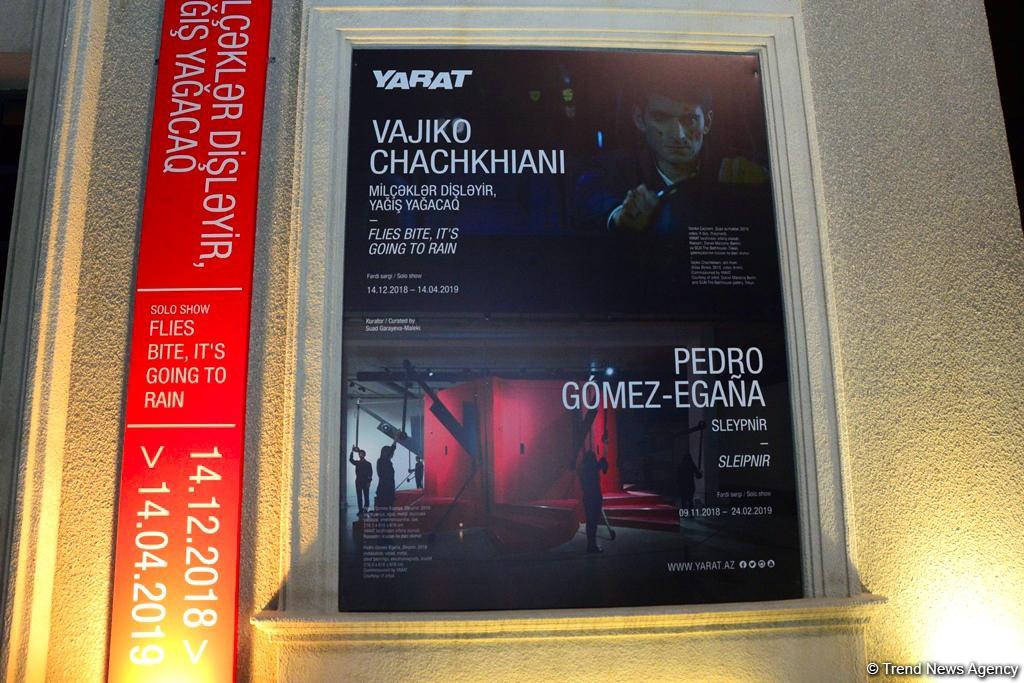 LÇƏKLƏR DİŞLƏYİR,
ĞIŞ YAĞACAQ
SOLO SHOW
FLIES
BITE, IT'S
GOING TO
RAIN
14.12.2018 >
> 14.04.2019
YARAT
VAJIKO
CHACHKHIANI
MİLÇƏKLƏR DİŞLƏYİR,
YAĞIŞ YAĞACAQ
–
FLIES BITE, IT'S
GOING TO RAIN
Fərdi sərgi / Solo show
14.12.2018 – 14.04.2019
Kurator / Curated by
Suad Garayeva-Maleki
PEDRO
GÓMEZ-EGAÑA
SLEYPNİR
–
SLEIPNIR
Fərdi sərgi / Solo show
09.11.2018 – 24.02.2019
WWW.YARAT.AZ
© Trend News Agency